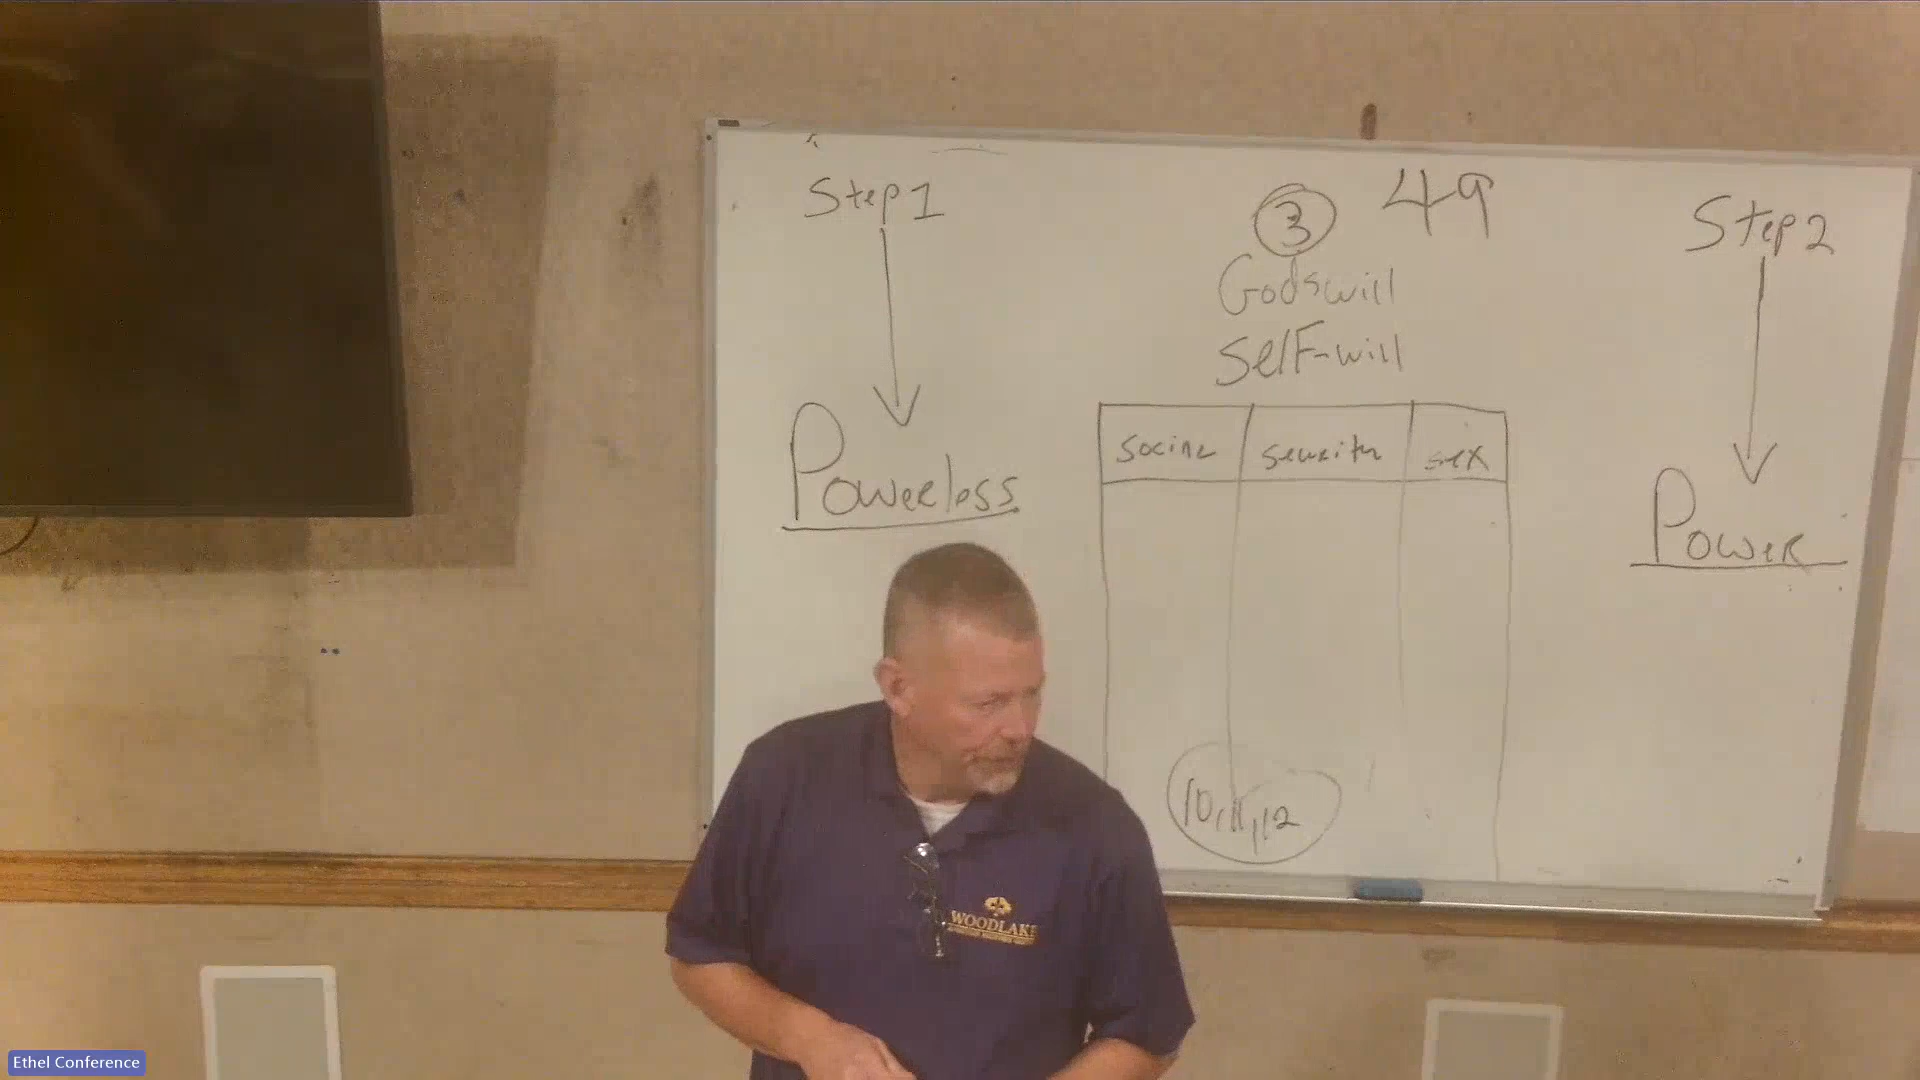 Step 1
③ 49
Step 2
Godswill
Self-will
Powerless
social
security
sex
Power
10, 11, 12
WOODLAKE
Ethel Conference